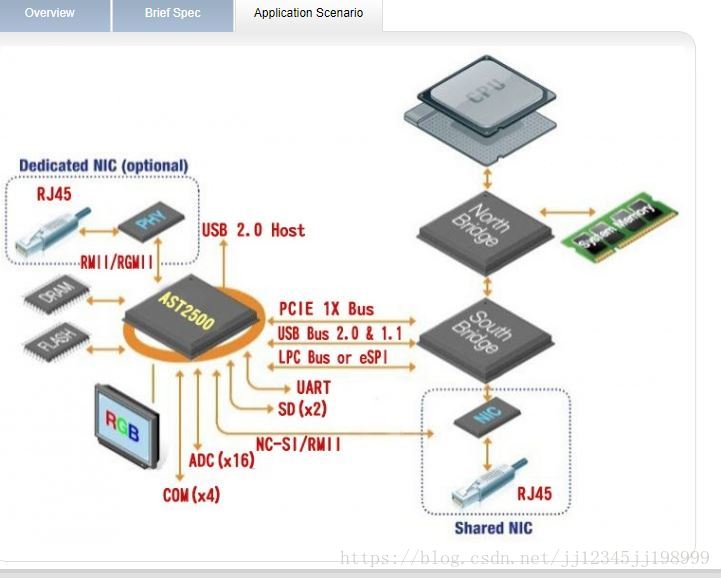 Overview
Brief Spec
Application Scenario
CPU
Dedicated NIC (optional)
RJ45
PHY
USB 2.0 Host
North
Bridge
System Memory
RMII/RGMII
DRAM
AST2500
FLASH
PCIE 1X Bus
USB Bus 2.0 & 1.1
LPC Bus or eSPI
South
Bridge
UART
SD(x2)
RGB
NIC
NC-SI/RMII
ADC(x16)
COM(x4)
RJ45
Shared NIC
https://blog.csdn.net/jj12345jj198999